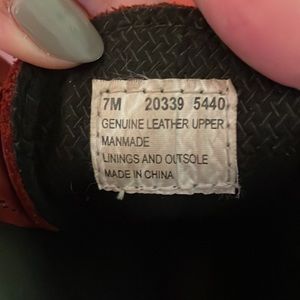 7M 20339 5440
GENUINE LEATHER UPPER
MANMADE
LININGS AND OUTSOLE
MADE IN CHINA